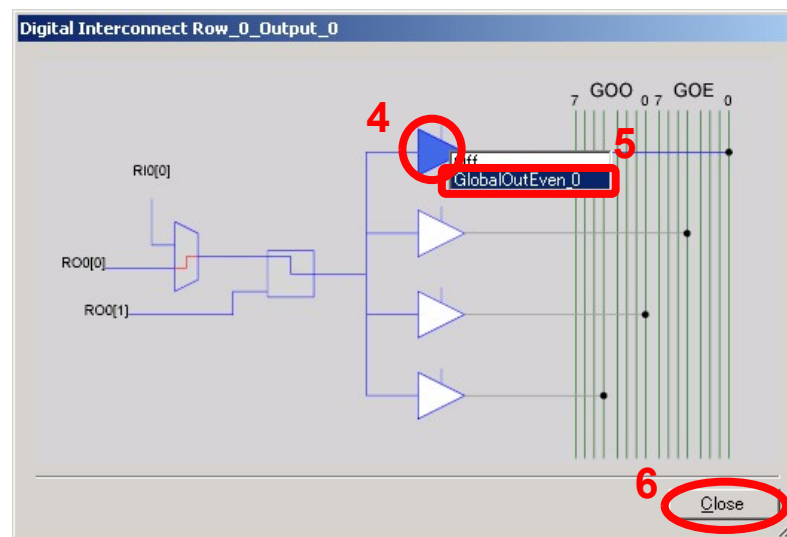 Digital Interconnect Row_0_Output_0
7 GOO 0 7 GOE 0
4
5
RI0[0]
GlobalOutEven_0
RO0[0]
RO0[1]
6
Close